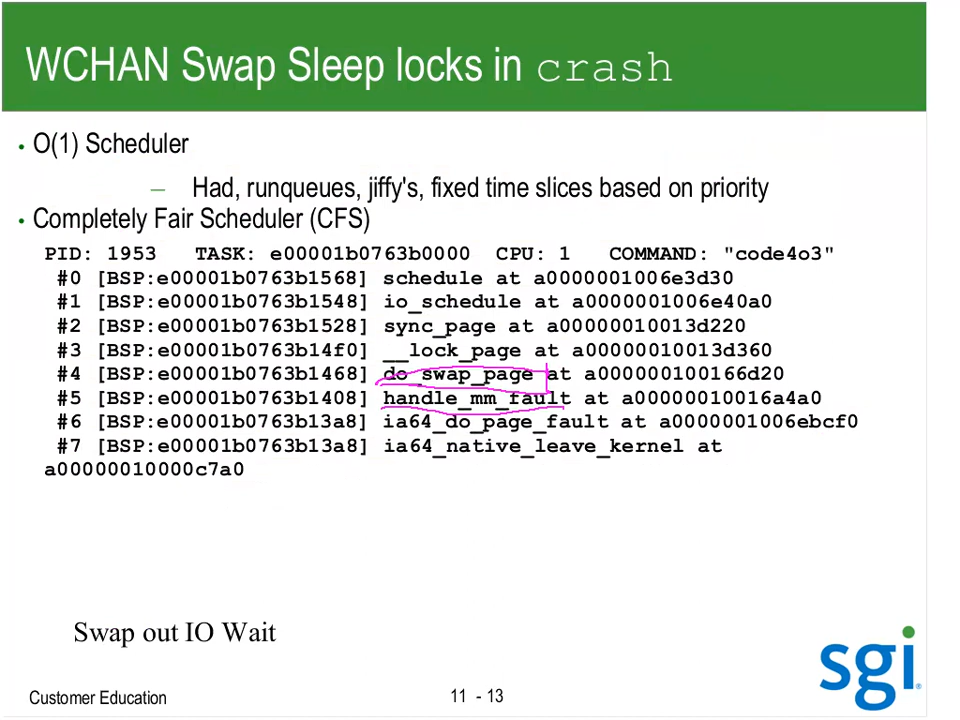 WCHAN Swap Sleep locks in crash
• O(1) Scheduler
– Had, runqueues, jiffy's, fixed time slices based on priority
• Completely Fair Scheduler (CFS)
PID: 1953   TASK: e00001b0763b0000  CPU: 1   COMMAND: "code4o3"
#0 [BSP:e00001b0763b1568] schedule at a0000001006e3d30
#1 [BSP:e00001b0763b1548] io_schedule at a0000001006e40a0
#2 [BSP:e00001b0763b1528] sync_page at a00000010013d220
#3 [BSP:e00001b0763b14f0] __lock_page at a00000010013d360
#4 [BSP:e00001b0763b1468] do_swap_page at a000000100166d20
#5 [BSP:e00001b0763b1408] handle_mm_fault at a00000010016a4a0
#6 [BSP:e00001b0763b13a8] ia64_do_page_fault at a0000001006ebcf0
#7 [BSP:e00001b0763b13a8] ia64_native_leave_kernel at
a00000010000c7a0
Swap out IO Wait
sgi
Customer Education
11 - 13